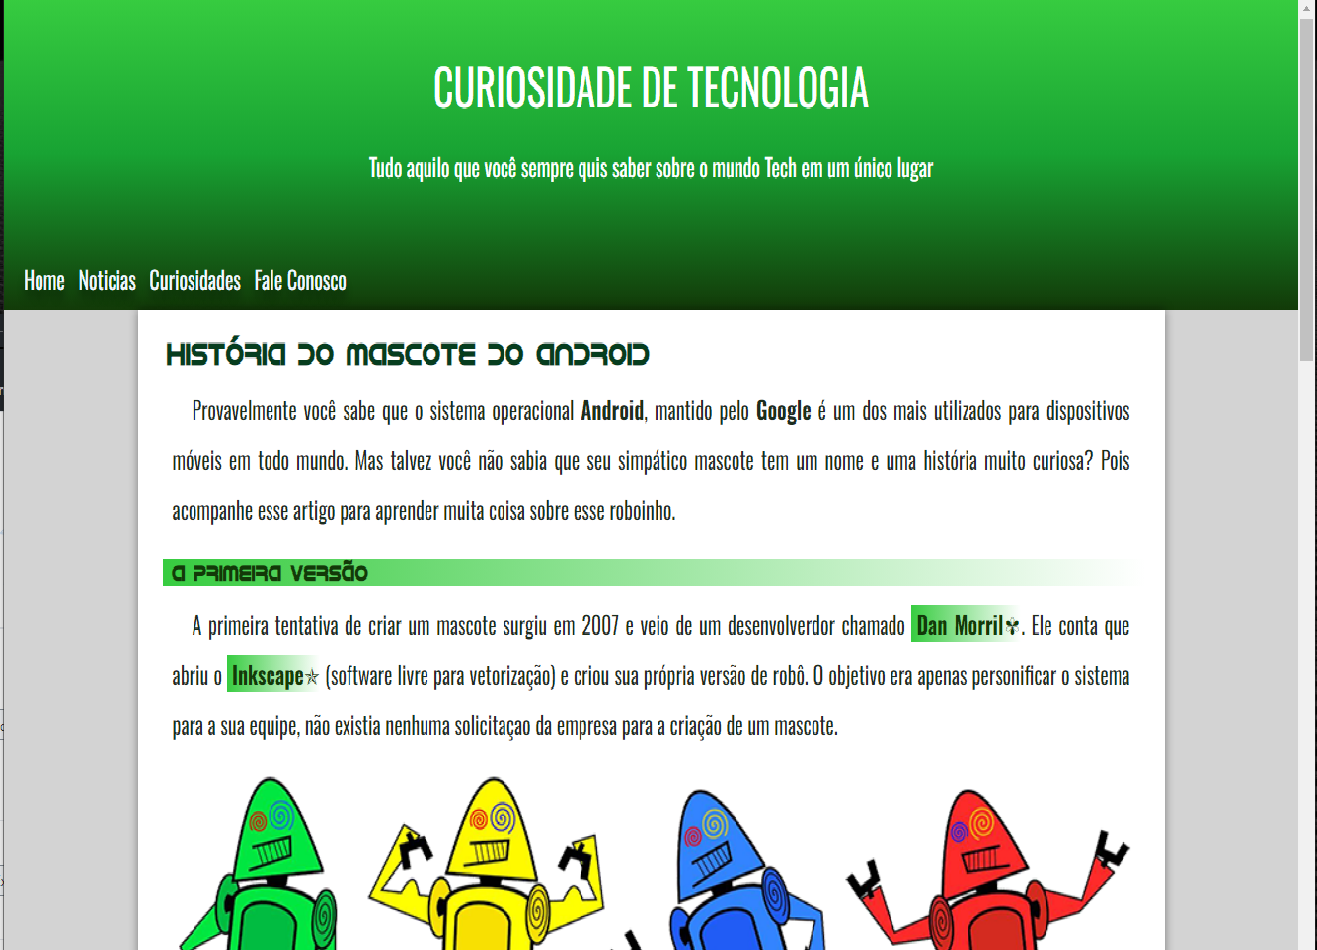 CURIOSIDADE DE TECNOLOGIA
Tudo aquilo que você sempre quis saber sobre o mundo Tech em um único lugar
Home Noticias Curiosidades Fale Conosco
HISTÓRIA DO MASCOTE DO ANDROID
Provavelmente você sabe que o sistema operacional Android, mantido pelo Google é um dos mais utilizados para dispositivos
móveis em todo mundo. Mas talvez você não sabia que seu simpático mascote tem um nome e uma história muito curiosa? Pois
acompanhe esse artigo para aprender muita coisa sobre esse roboinho.
A PRIMEIRA VERSÃO
A primeira tentativa de criar um mascote surgiu em 2007 e veio de um desenvolverdor chamado Dan Morril. Ele conta que
abriu o Inkscape (software livre para vetorização) e criou sua própria versão de robô. O objetivo era apenas personificar o sistema
para a sua equipe, não existia nenhuma solicitaçao da empresa para a criação de um mascote.